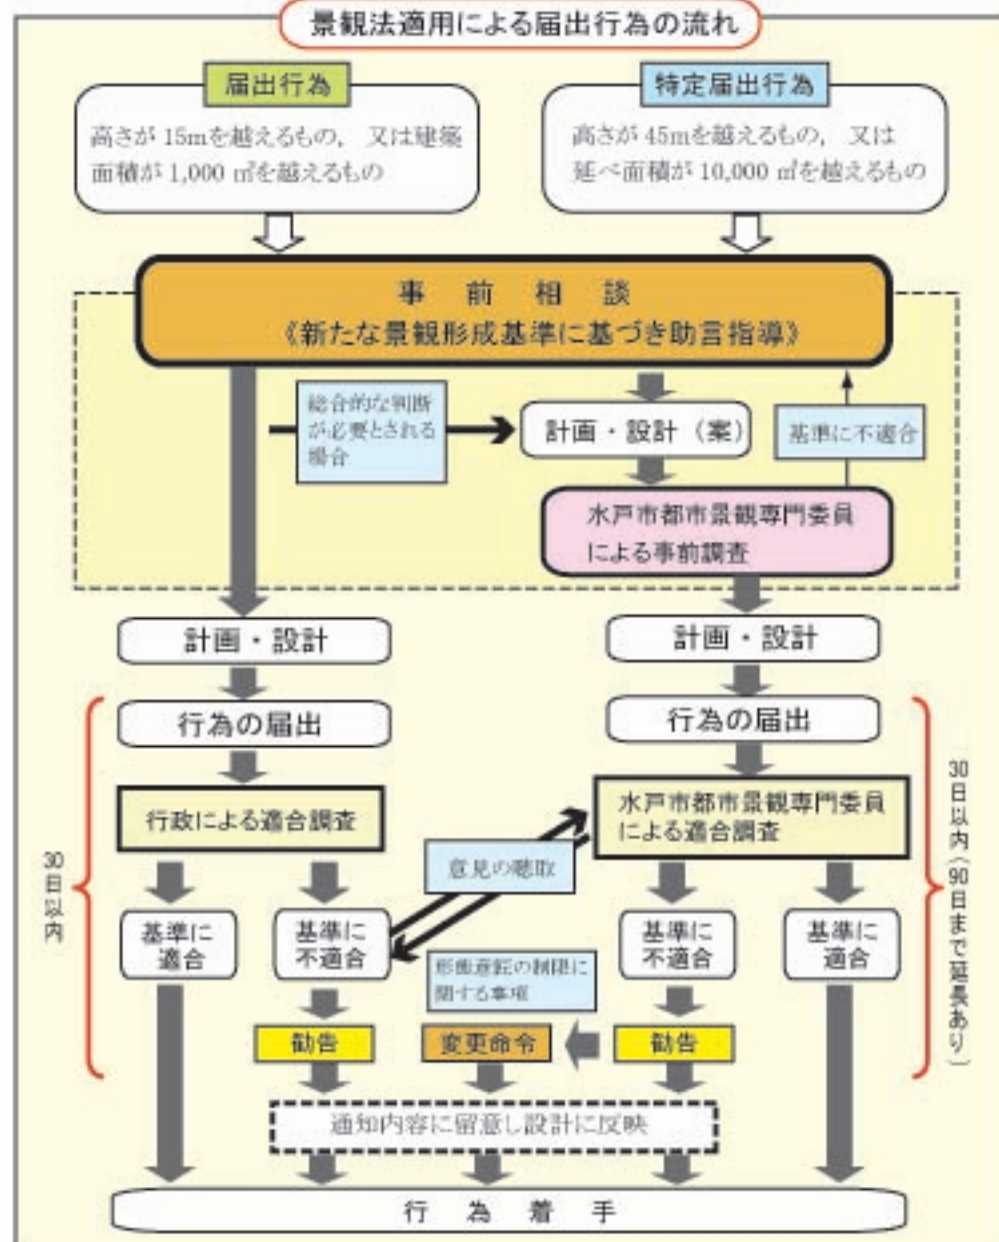 景観法適用による届出行為の流れ
届出行為
高さが 15mを越えるもの, 又は建築
面積が 1,000 ㎡を越えるもの
特定届出行為
高さが 45mを越えるもの, 又は
延べ面積が 10,000 ㎡を越えるもの
事前相談
《新たな景観形成基準に基づき助言指導》
総合的な判断
が必要とされる
場合
計画・設計（案）
基準に不適合
水戸市都市景観専門委員
による事前調査
計画・設計
計画・設計
行為の届出
行為の届出
行政による適合調査
水戸市都市景観専門委員
による適合調査
意見の聴取
30日以内
30日以内（90日まで延長あり）
基準に
適合
基準に
不適合
基準に
不適合
基準に
適合
形態意匠の制限に
関する事項
勧告
変更命令
勧告
通知内容に留意し設計に反映
行為着手